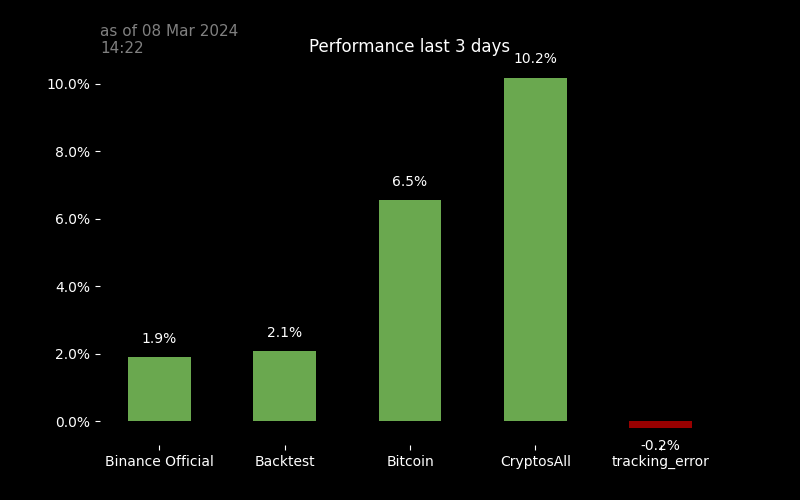 as of 08 Mar 2024
14:22
Performance last 3 days
10.2%
10.0%
8.0%
6.5%
6.0%
4.0%
2.1%
1.9%
2.0%
0.0%
-0.2%
Binance Official
Backtest
Bitcoin
CryptosAll
tracking_error